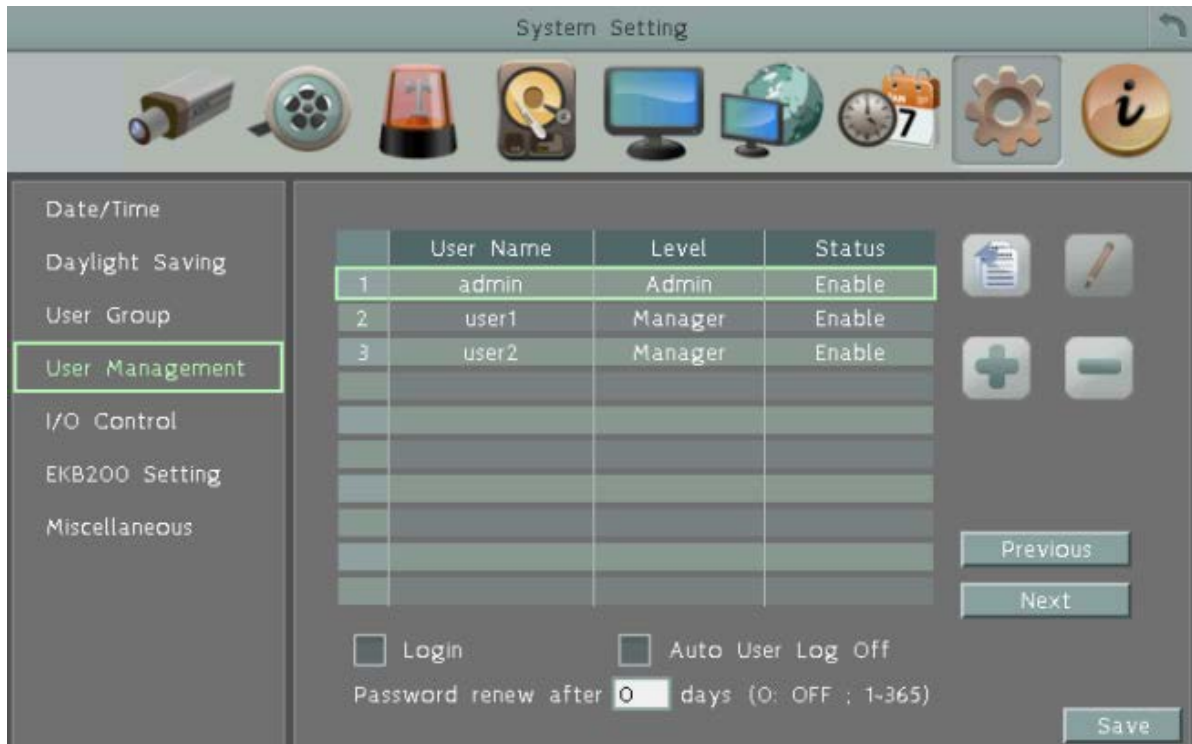 System Setting
JAN
7
i
Date/Time
Daylight Saving
User Group
User Management
I/O Control
EKB200 Setting
Miscellaneous
User Name Level Status
1 admin Admin Enable
2 user1 Manager Enable
3 user2 Manager Enable
Previous
Next
Login Auto User Log Off
Password renew after 0 days (0: OFF ; 1~365)
Save